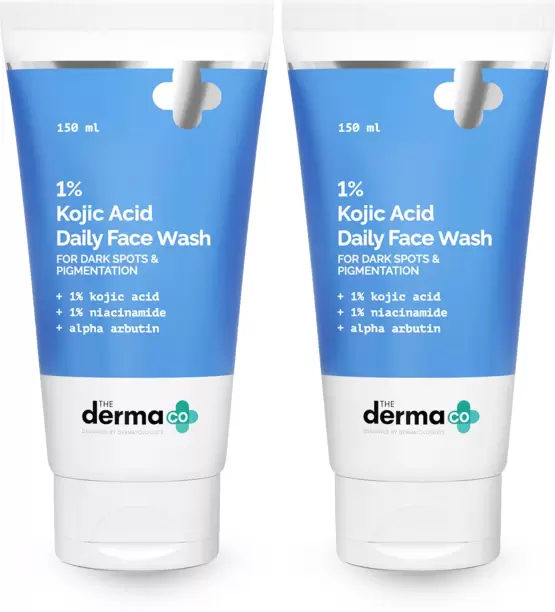 150 ml
1%
Kojic Acid
Daily Face Wash
FOR DARK SPOTS &
PIGMENTATION
+ 1% kojic acid
+ 1% niacinamide
+ alpha arbutin
THE
derma co
150 ml
1%
Kojic Acid
Daily Face Wash
FOR DARK SPOTS &
PIGMENTATION
+ 1% kojic acid
+ 1% niacinamide
+ alpha arbutin
THE
derma co